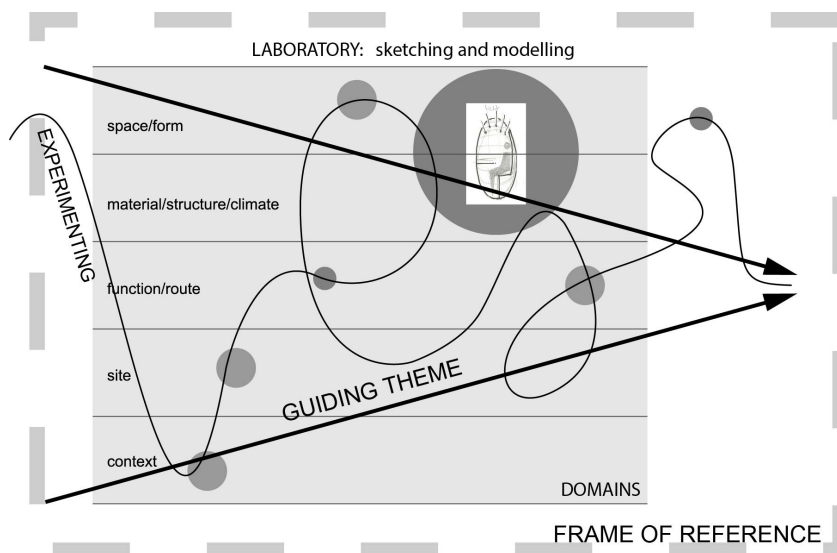 LABORATORY: sketching and modelling
space/form
EXPERIMENTING
material/structure/climate
function/route
site
GUIDING THEME
context
DOMAINS
FRAME OF REFERENCE